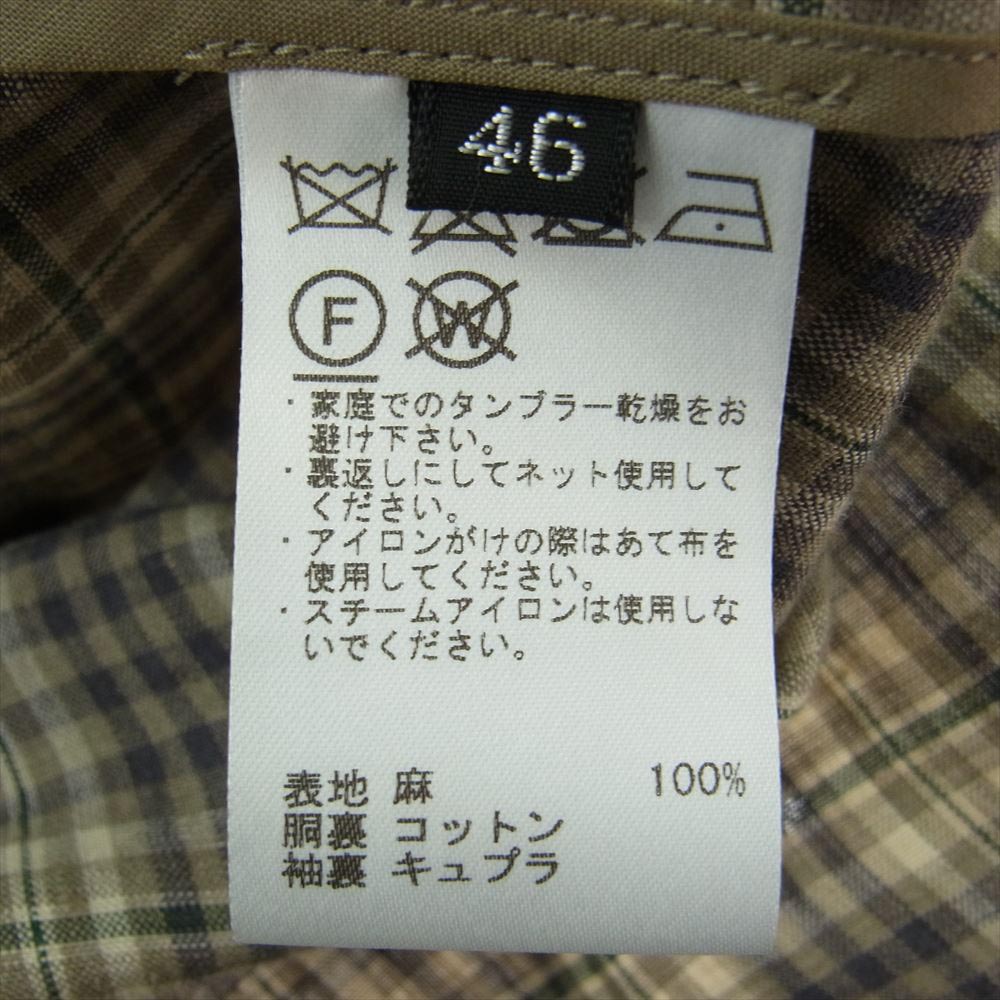 46
F
W
・家庭でのタンブラー乾燥をお
避け下さい。
・裏返しにしてネット使用して
ください。
・アイロンがけの際はあて布を
使用してください。
・スチームアイロンは使用しな
いでください。
表地 麻 100%
胴裏 コットン
袖裏 キュプラ